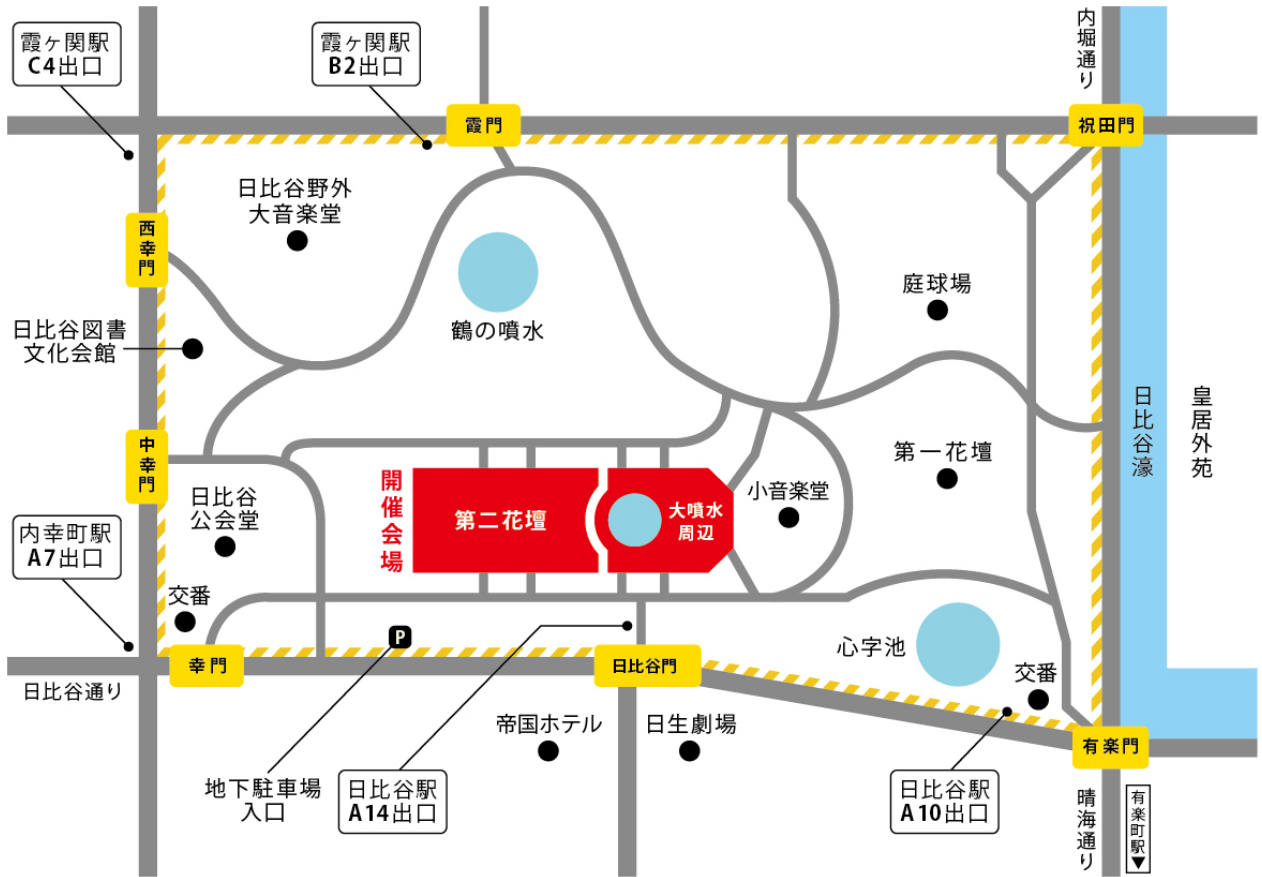 霞ヶ関駅
C4出口
霞ヶ関駅
B2出口
内堀通り
霞門
祝田門
日比谷野外
大音楽堂
西幸門
鶴の噴水
庭球場
日比谷図書
文化会館
日比谷濠
皇居外苑
中幸門
第一花壇
開催会場
日比谷
公会堂
第二花壇
大噴水
周辺
小音楽堂
内幸町駅
A7出口
交番
P
心字池
幸門
日比谷門
交番
日比谷通り
帝国ホテル
日生劇場
有楽門
地下駐車場
入口
日比谷駅
A14出口
日比谷駅
A10出口
晴海通り
有楽町駅▼